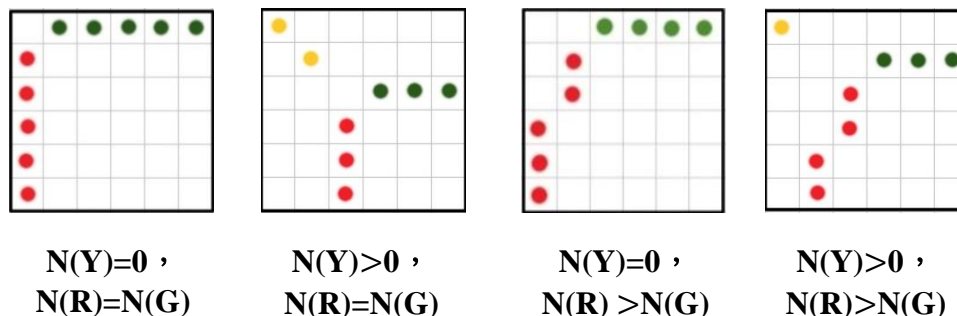 N(Y)=0，
N(R)=N(G)
N(Y)>0，
N(R)=N(G)
N(Y)=0，
N(R) >N(G)
N(Y)>0，
N(R)>N(G)